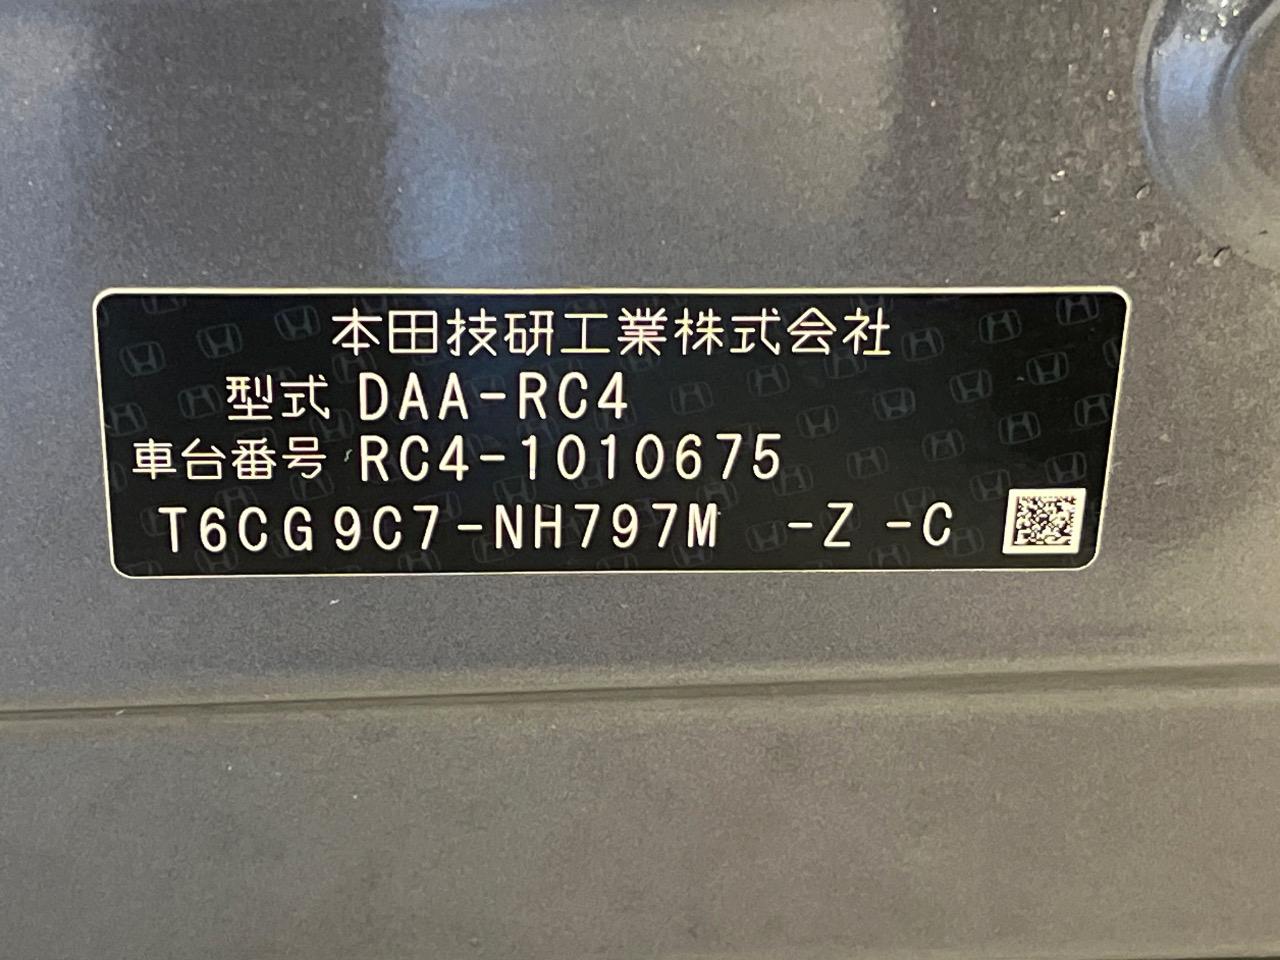 本田技研工業株式会社
型式 DAA-RC4
車台番号 RC4-1010675
T6CG9C7-NH797M -Z -C